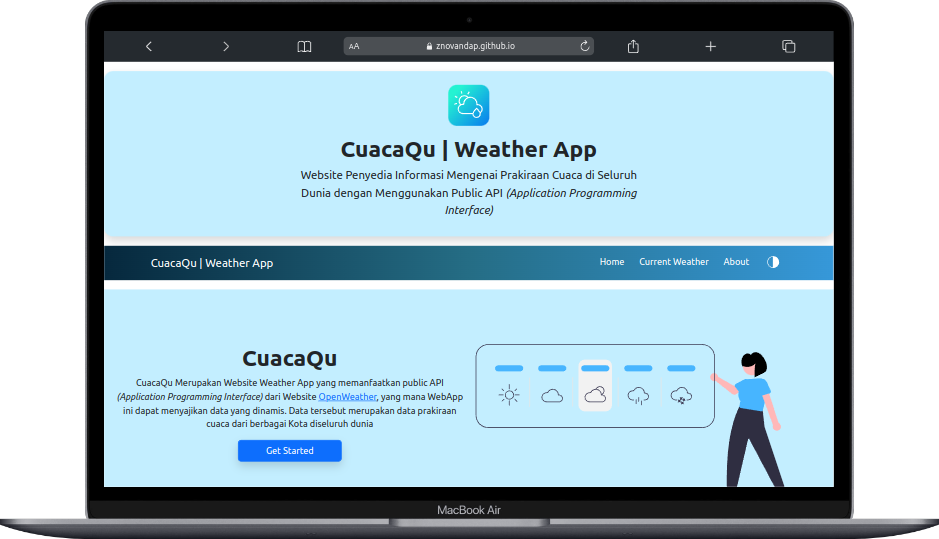 AA znovandap.github.io
CuacaQu | Weather App
Website Penyedia Informasi Mengenai Prakiraan Cuaca di Seluruh
Dunia dengan Menggunakan Public API (Application Programming
Interface)
CuacaQu | Weather App
Home Current Weather About
CuacaQu
CuacaQu Merupakan Website Weather App yang memanfaatkan public API
(Application Programming Interface) dari Website OpenWeather, yang mana WebApp
ini dapat menyajikan data yang dinamis. Data tersebut merupakan data prakiraan
cuaca dari berbagai Kota diseluruh dunia
Get Started
MacBook Air